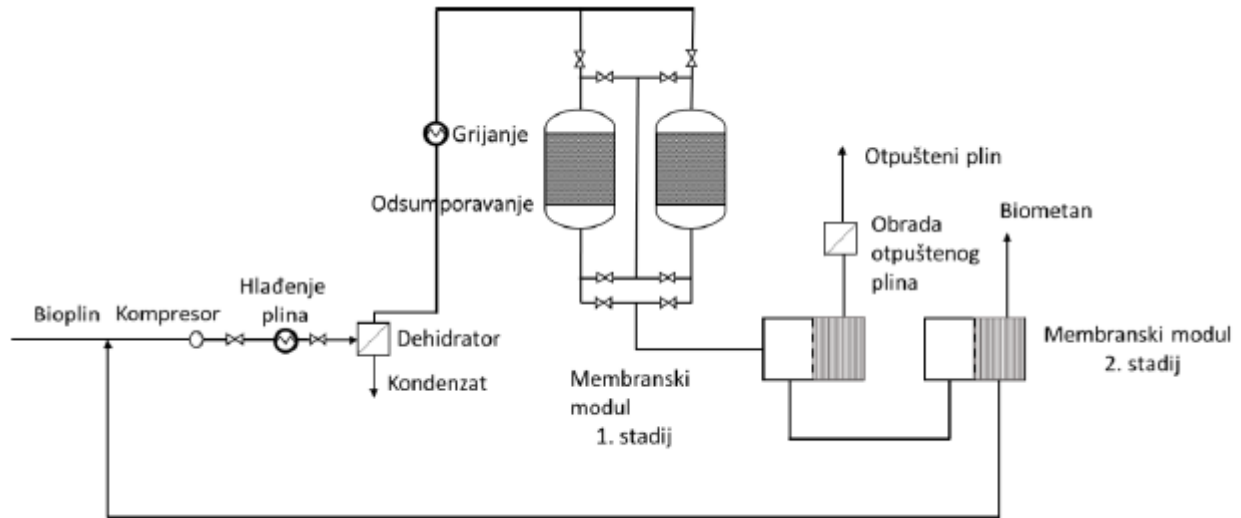 Grijanje
Odsumporavanje
Otpušteni plin
Biometan
Obrada
otpuštenog
plina
Hlađenje
plina
Bioplin
Kompresor
Dehidrator
Kondenzat
Membranski
modul
1. stadij
Membranski modul
2. stadij